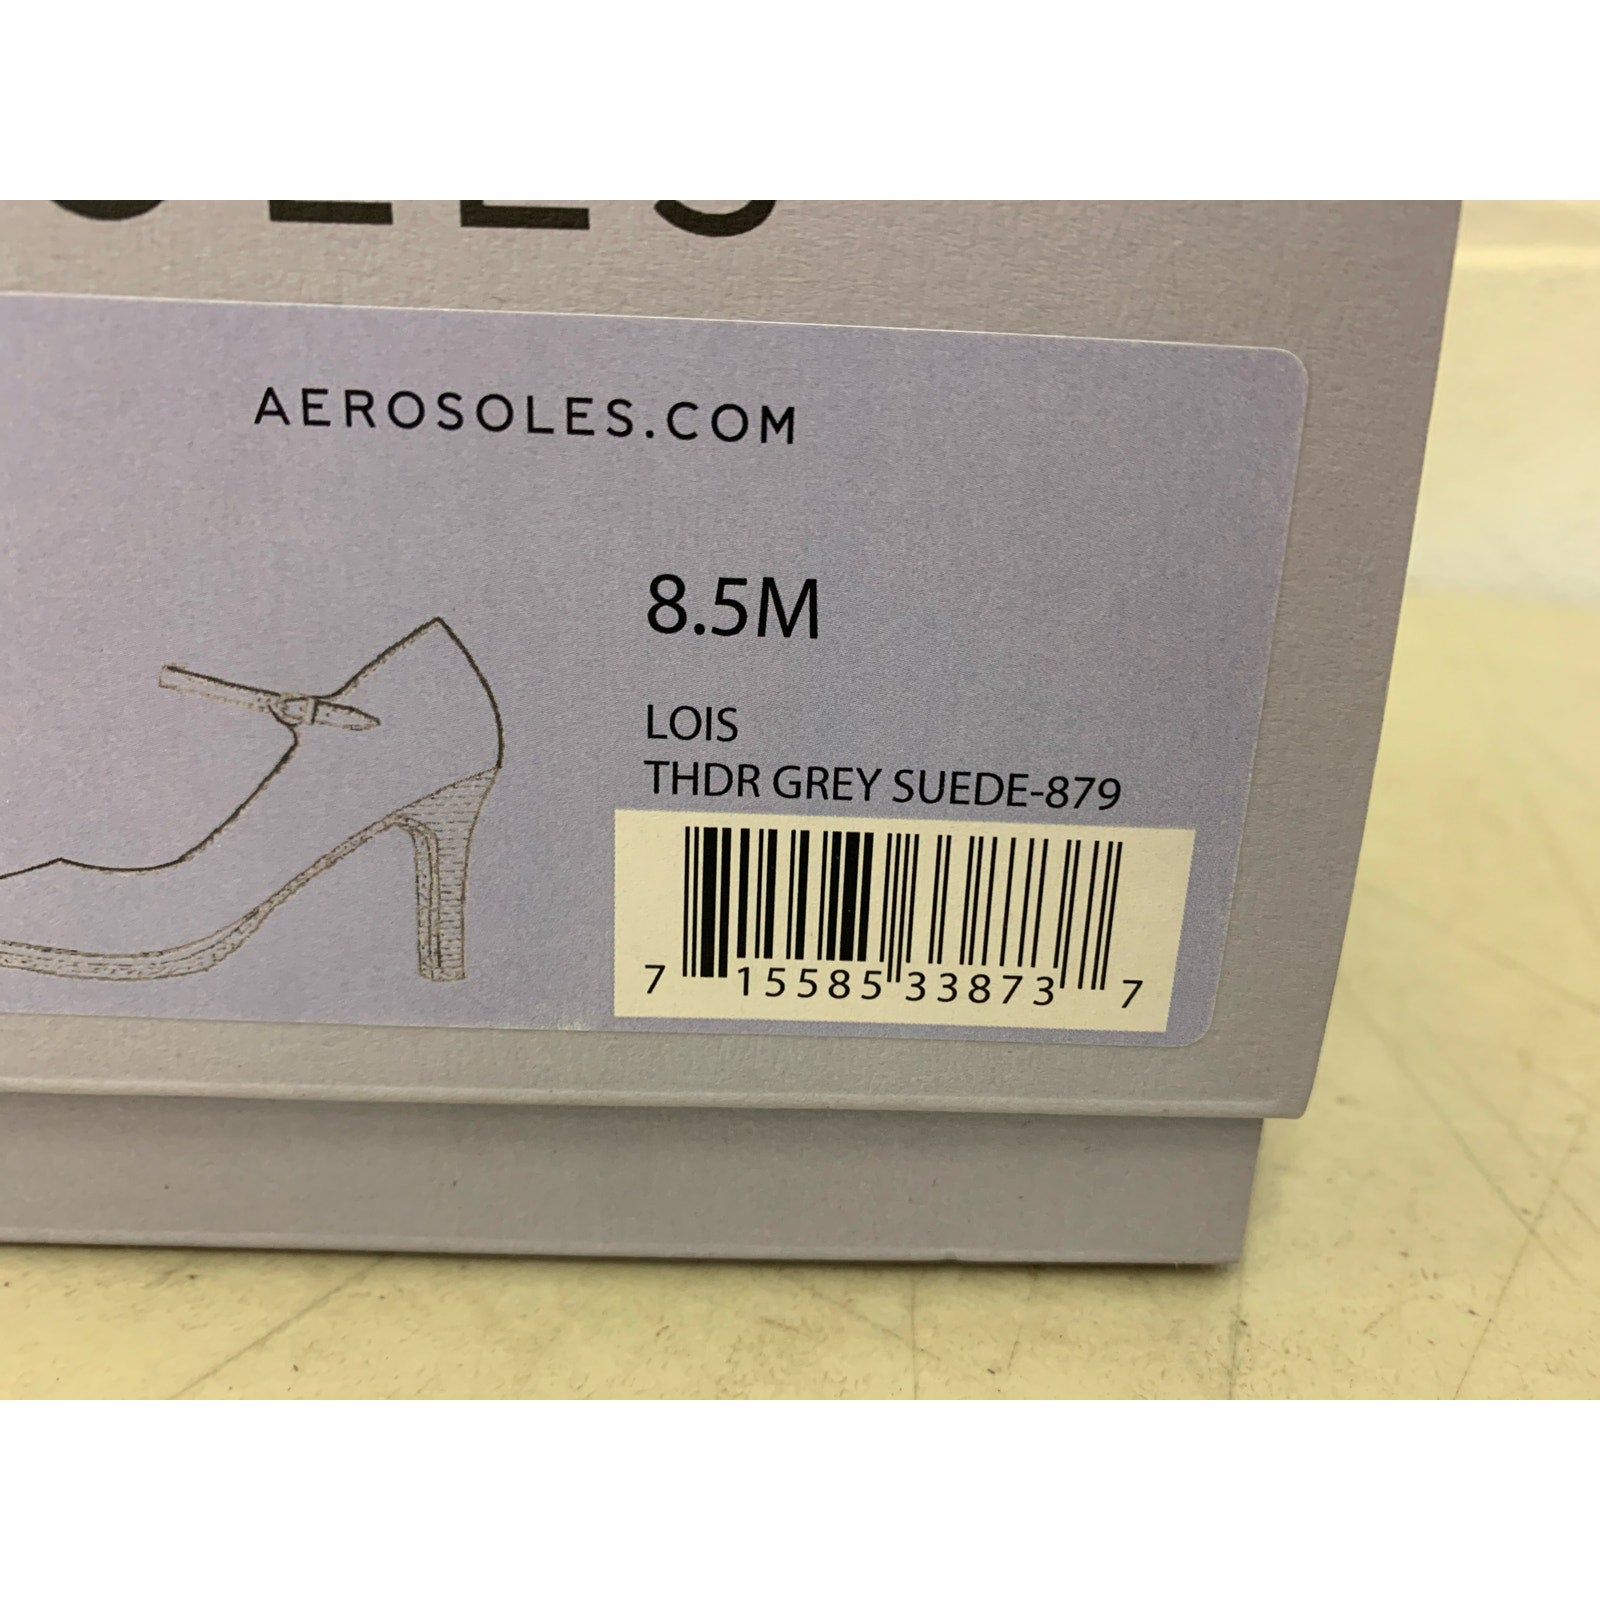 AEROSOLES.COM
8.5M
LOIS
THDR GREY SUEDE-879
7 15585 33873 7